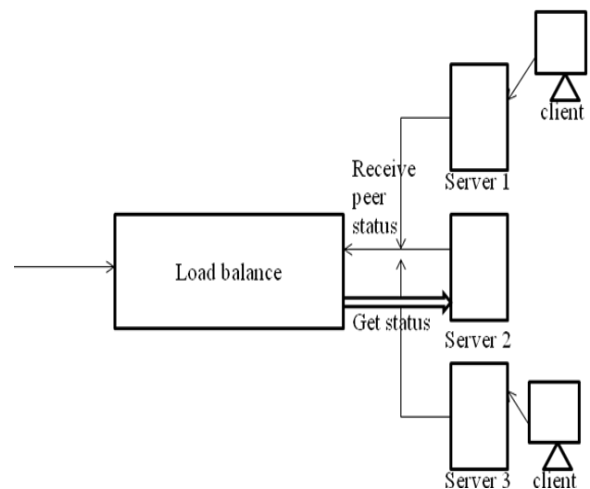 client
Server 1
Receive
peer
status
Load balance
Get status
Server 2
Server 3
client